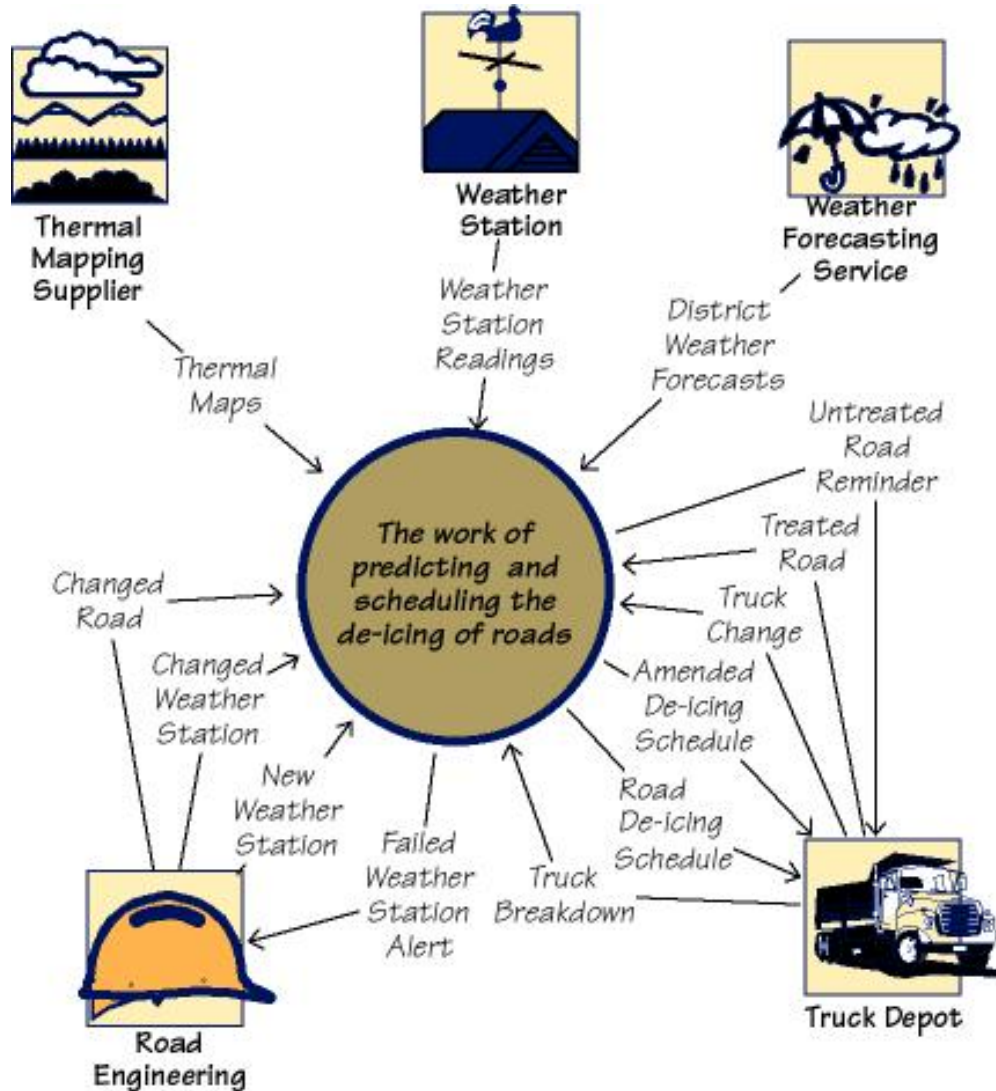 Thermal
Mapping
Supplier
Weather
Station
Weather
Forecasting
Service
Thermal
Maps
Weather
Station
Readings
District
Weather
Forecasts
Untreated
Road
Reminder
The work of
predicting and
scheduling the
de-icing of roads
Treated
Road
Truck
Change
Changed
Road
Changed
Weather
Station
New
Weather
Station
Amended
De-icing
Schedule
Road
De-icing
Schedule
Failed
Weather
Station
Alert
Truck
Breakdown
Road
Engineering
Truck Depot